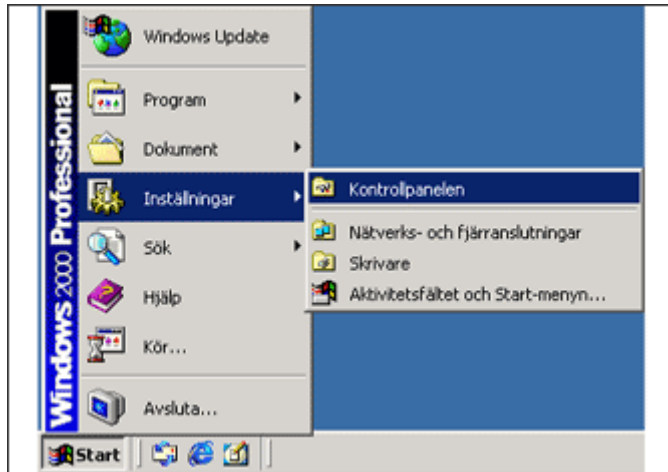 Windows 2000 Professional
Windows Update
Program
Dokument
Inställningar
Sök
Hjälp
Kör...
Avsluta...
Kontrollpanelen
Nätverks- och fjärranslutningar
Skrivare
Aktivitetsfältet och Start-menyn...
Start